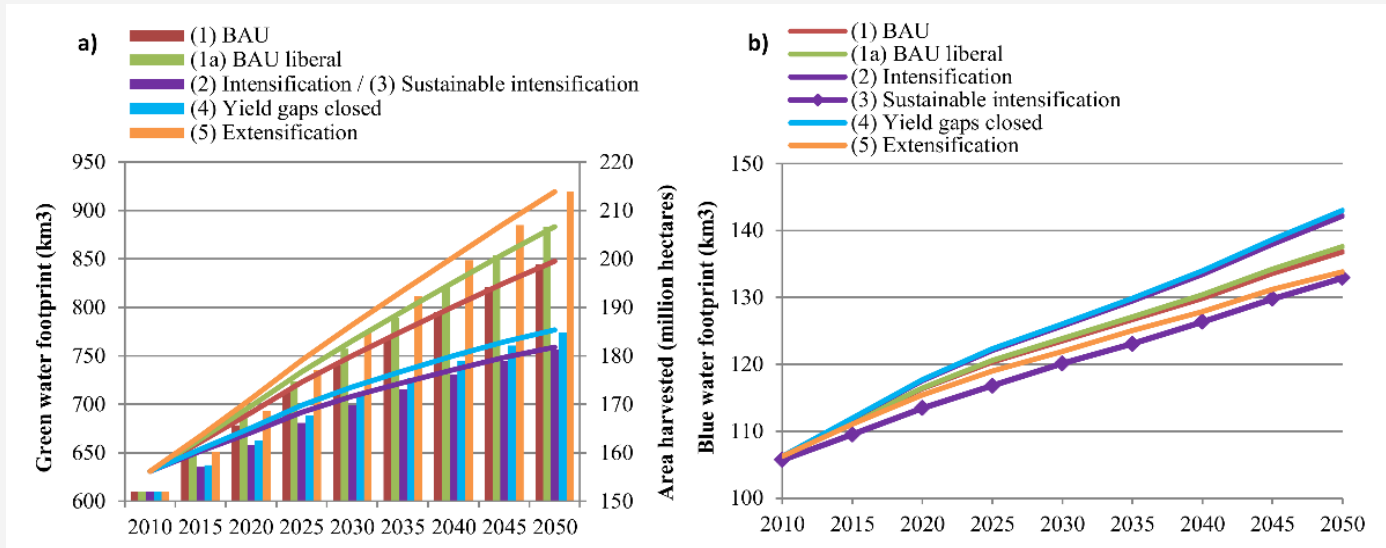 a)
(1) BAU
(1a) BAU liberal
(2) Intensification / (3) Sustainable intensification
(4) Yield gaps closed
(5) Extensification
Green water footprint (km3)
950
900
850
800
750
700
650
600
220
210
200
190
180
170
160
150
Area harvested (million hectares)
2010 2015 2020 2025 2030 2035 2040 2045 2050
b)
(1) BAU
(1a) BAU liberal
(2) Intensification
(3) Sustainable intensification
(4) Yield gaps closed
(5) Extensification
Blue water footprint (km3)
150
140
130
120
110
100
2010 2015 2020 2025 2030 2035 2040 2045 2050